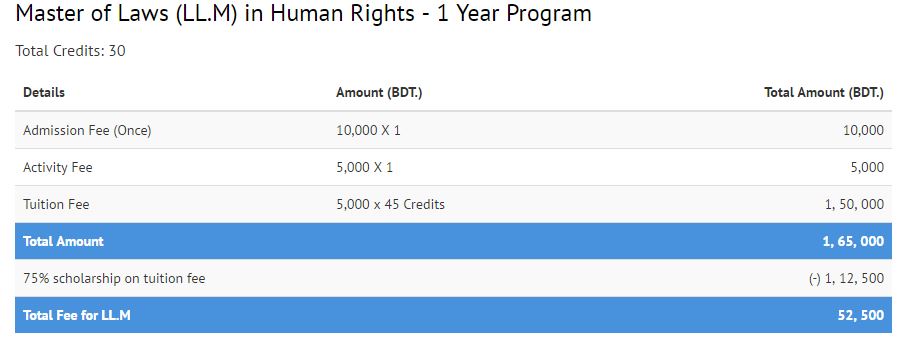 Master of Laws (LL.M) in Human Rights - 1 Year Program
Total Credits: 30
Details Amount (BDT.) Total Amount (BDT.)
Admission Fee (Once) 10,000 X 1 10,000
Activity Fee 5,000 X 1 5,000
Tuition Fee 5,000 x 45 Credits 1, 50, 000
Total Amount 1, 65, 000
75% scholarship on tuition fee (-) 1, 12, 500
Total Fee for LL.M 52, 500